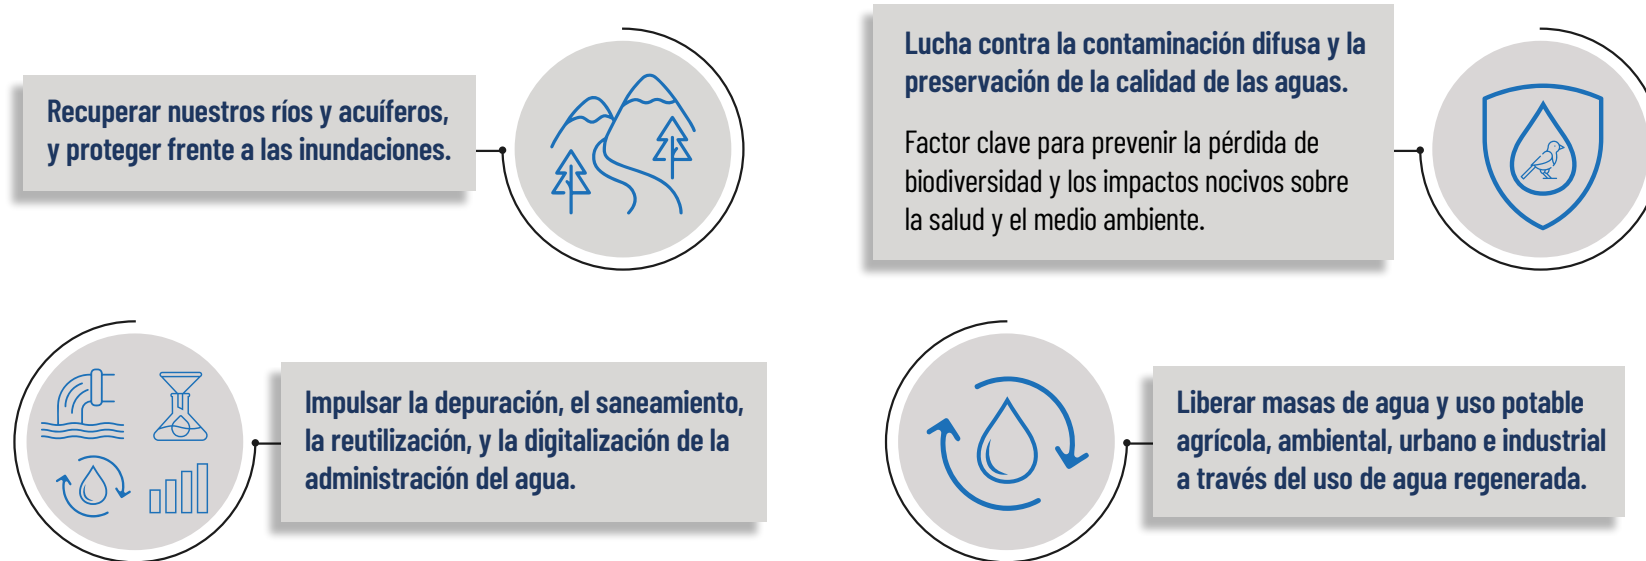 Recuperar nuestros ríos y acuíferos,
y proteger frente a las inundaciones.
Lucha contra la contaminación difusa y la
preservación de la calidad de las aguas.
Factor clave para prevenir la pérdida de
biodiversidad y los impactos nocivos sobre
la salud y el medio ambiente.
Impulsar la depuración, el saneamiento,
la reutilización, y la digitalización de la
administración del agua.
Liberar masas de agua y uso potable
agrícola, ambiental, urbano e industrial
a través del uso de agua regenerada.